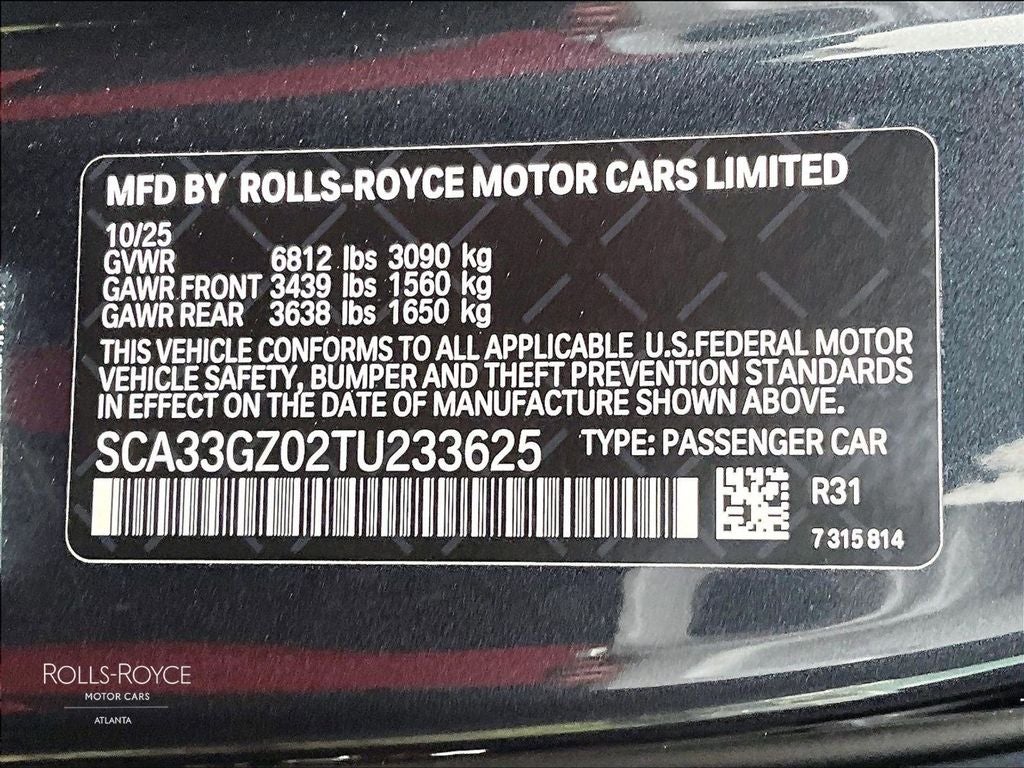 MFD BY ROLLS-ROYCE MOTOR CARS LIMITED
10/25
GVWR 6812 lbs 3090 kg
GAWR FRONT 3439 lbs 1560 kg
GAWR REAR 3638 lbs 1650 kg
THIS VEHICLE CONFORMS TO ALL APPLICABLE U.S.FEDERAL MOTOR
VEHICLE SAFETY, BUMPER AND THEFT PREVENTION STANDARDS
IN EFFECT ON THE DATE OF MANUFACTURE SHOWN ABOVE.
SCA33GZ02TU233625 TYPE: PASSENGER CAR
R31
7315814
ROLLS-ROYCE
MOTOR CARS
ATLANTA